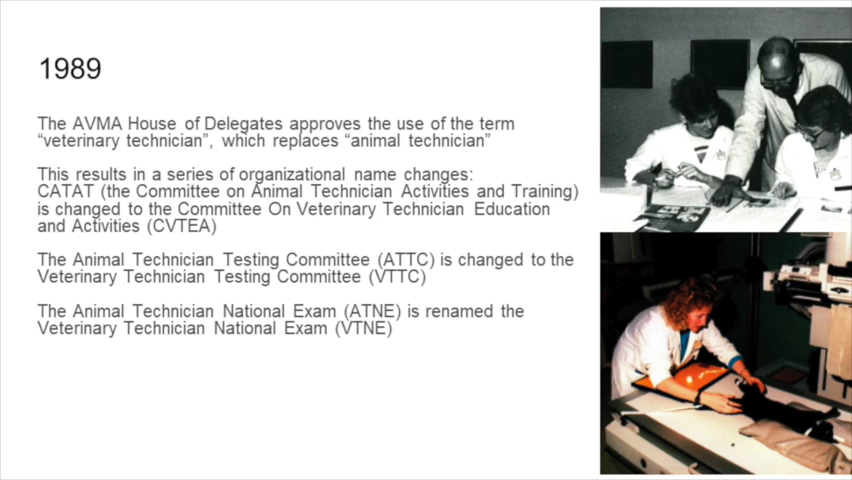 1989
The AVMA House of Delegates approves the use of the term
“veterinary technician”, which replaces “animal technician”
This results in a series of organizational name changes:
CATAT (the Committee on Animal Technician Activities and Training)
is changed to the Committee On Veterinary Technician Education
and Activities (CVTEA)
The Animal Technician Testing Committee (ATTC) is changed to the
Veterinary Technician Testing Committee (VTTC)
The Animal Technician National Exam (ATNE) is renamed the
Veterinary Technician National Exam (VTNE)